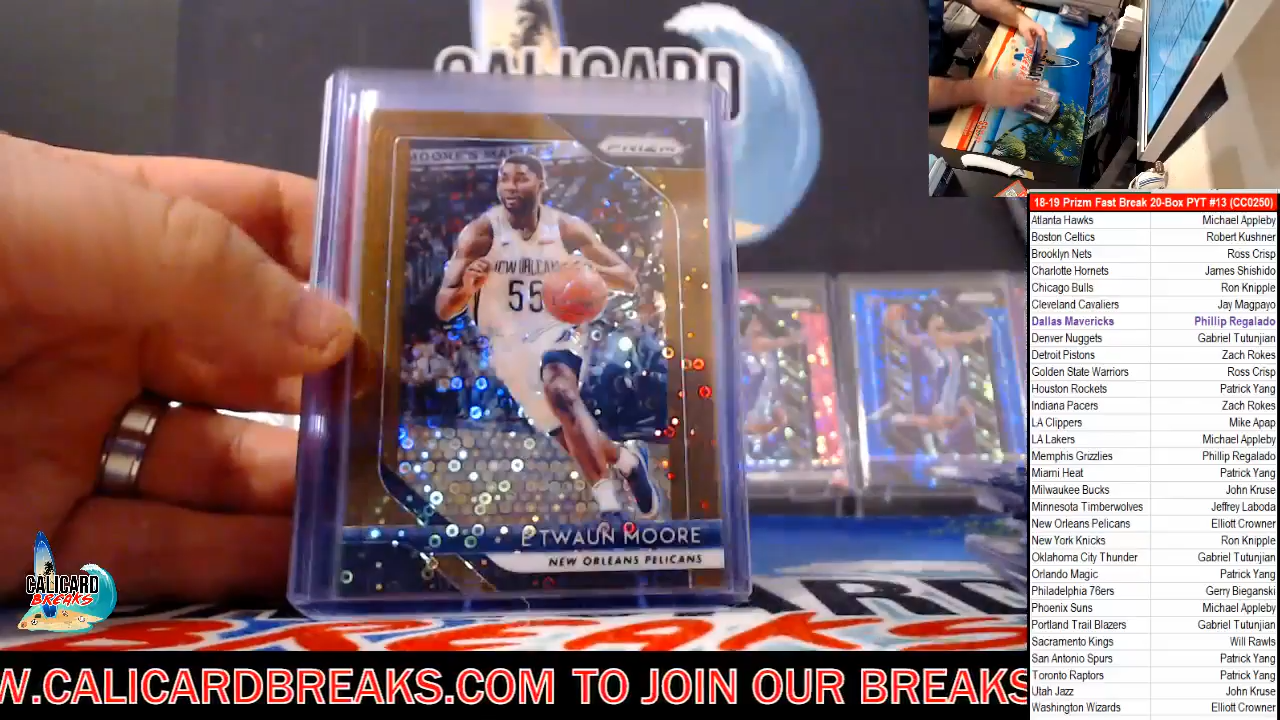 CALICARD
MOORE'S MA
PRIZM
NEW ORLEAN
55
E'TWAUN MOORE
NEW ORLEANS PELICANS
CALICARD
BREAKS
BREAKS
W.CALICARDBREAKS.COM TO JOIN OUR BREAKS
18-19 Prizm Fast Break 20-Box PYT #13 (CC0250)
Atlanta Hawks Michael Appleby
Boston Celtics Robert Kushner
Brooklyn Nets Ross Crisp
Charlotte Hornets James Shishido
Chicago Bulls Ron Knipple
Cleveland Cavaliers Jay Magpayo
Dallas Mavericks Phillip Regalado
Denver Nuggets Gabriel Tutunjian
Detroit Pistons Zach Rokes
Golden State Warriors Ross Crisp
Houston Rockets Patrick Yang
Indiana Pacers Zach Rokes
LA Clippers Mike Apap
LA Lakers Michael Appleby
Memphis Grizzlies Phillip Regalado
Miami Heat Patrick Yang
Milwaukee Bucks John Kruse
Minnesota Timberwolves Jeffrey Laboda
New Orleans Pelicans Elliott Crowner
New York Knicks Ron Knipple
Oklahoma City Thunder Gabriel Tutunjian
Orlando Magic Patrick Yang
Philadelphia 76ers Gerry Bieganski
Phoenix Suns Michael Appleby
Portland Trail Blazers Gabriel Tutunjian
Sacramento Kings Will Rawls
San Antonio Spurs Patrick Yang
Toronto Raptors Patrick Yang
Utah Jazz John Kruse
Washington Wizards Elliott Crowner